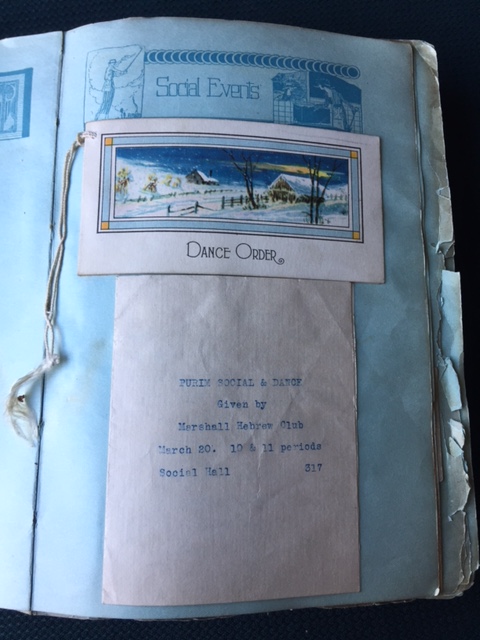 Social Events
DANCE ORDER
PURIM SOCIAL & DANCE
Given by
Marshall Hebrew Club
March 20. 10 & 11 periods
Social Hall 317